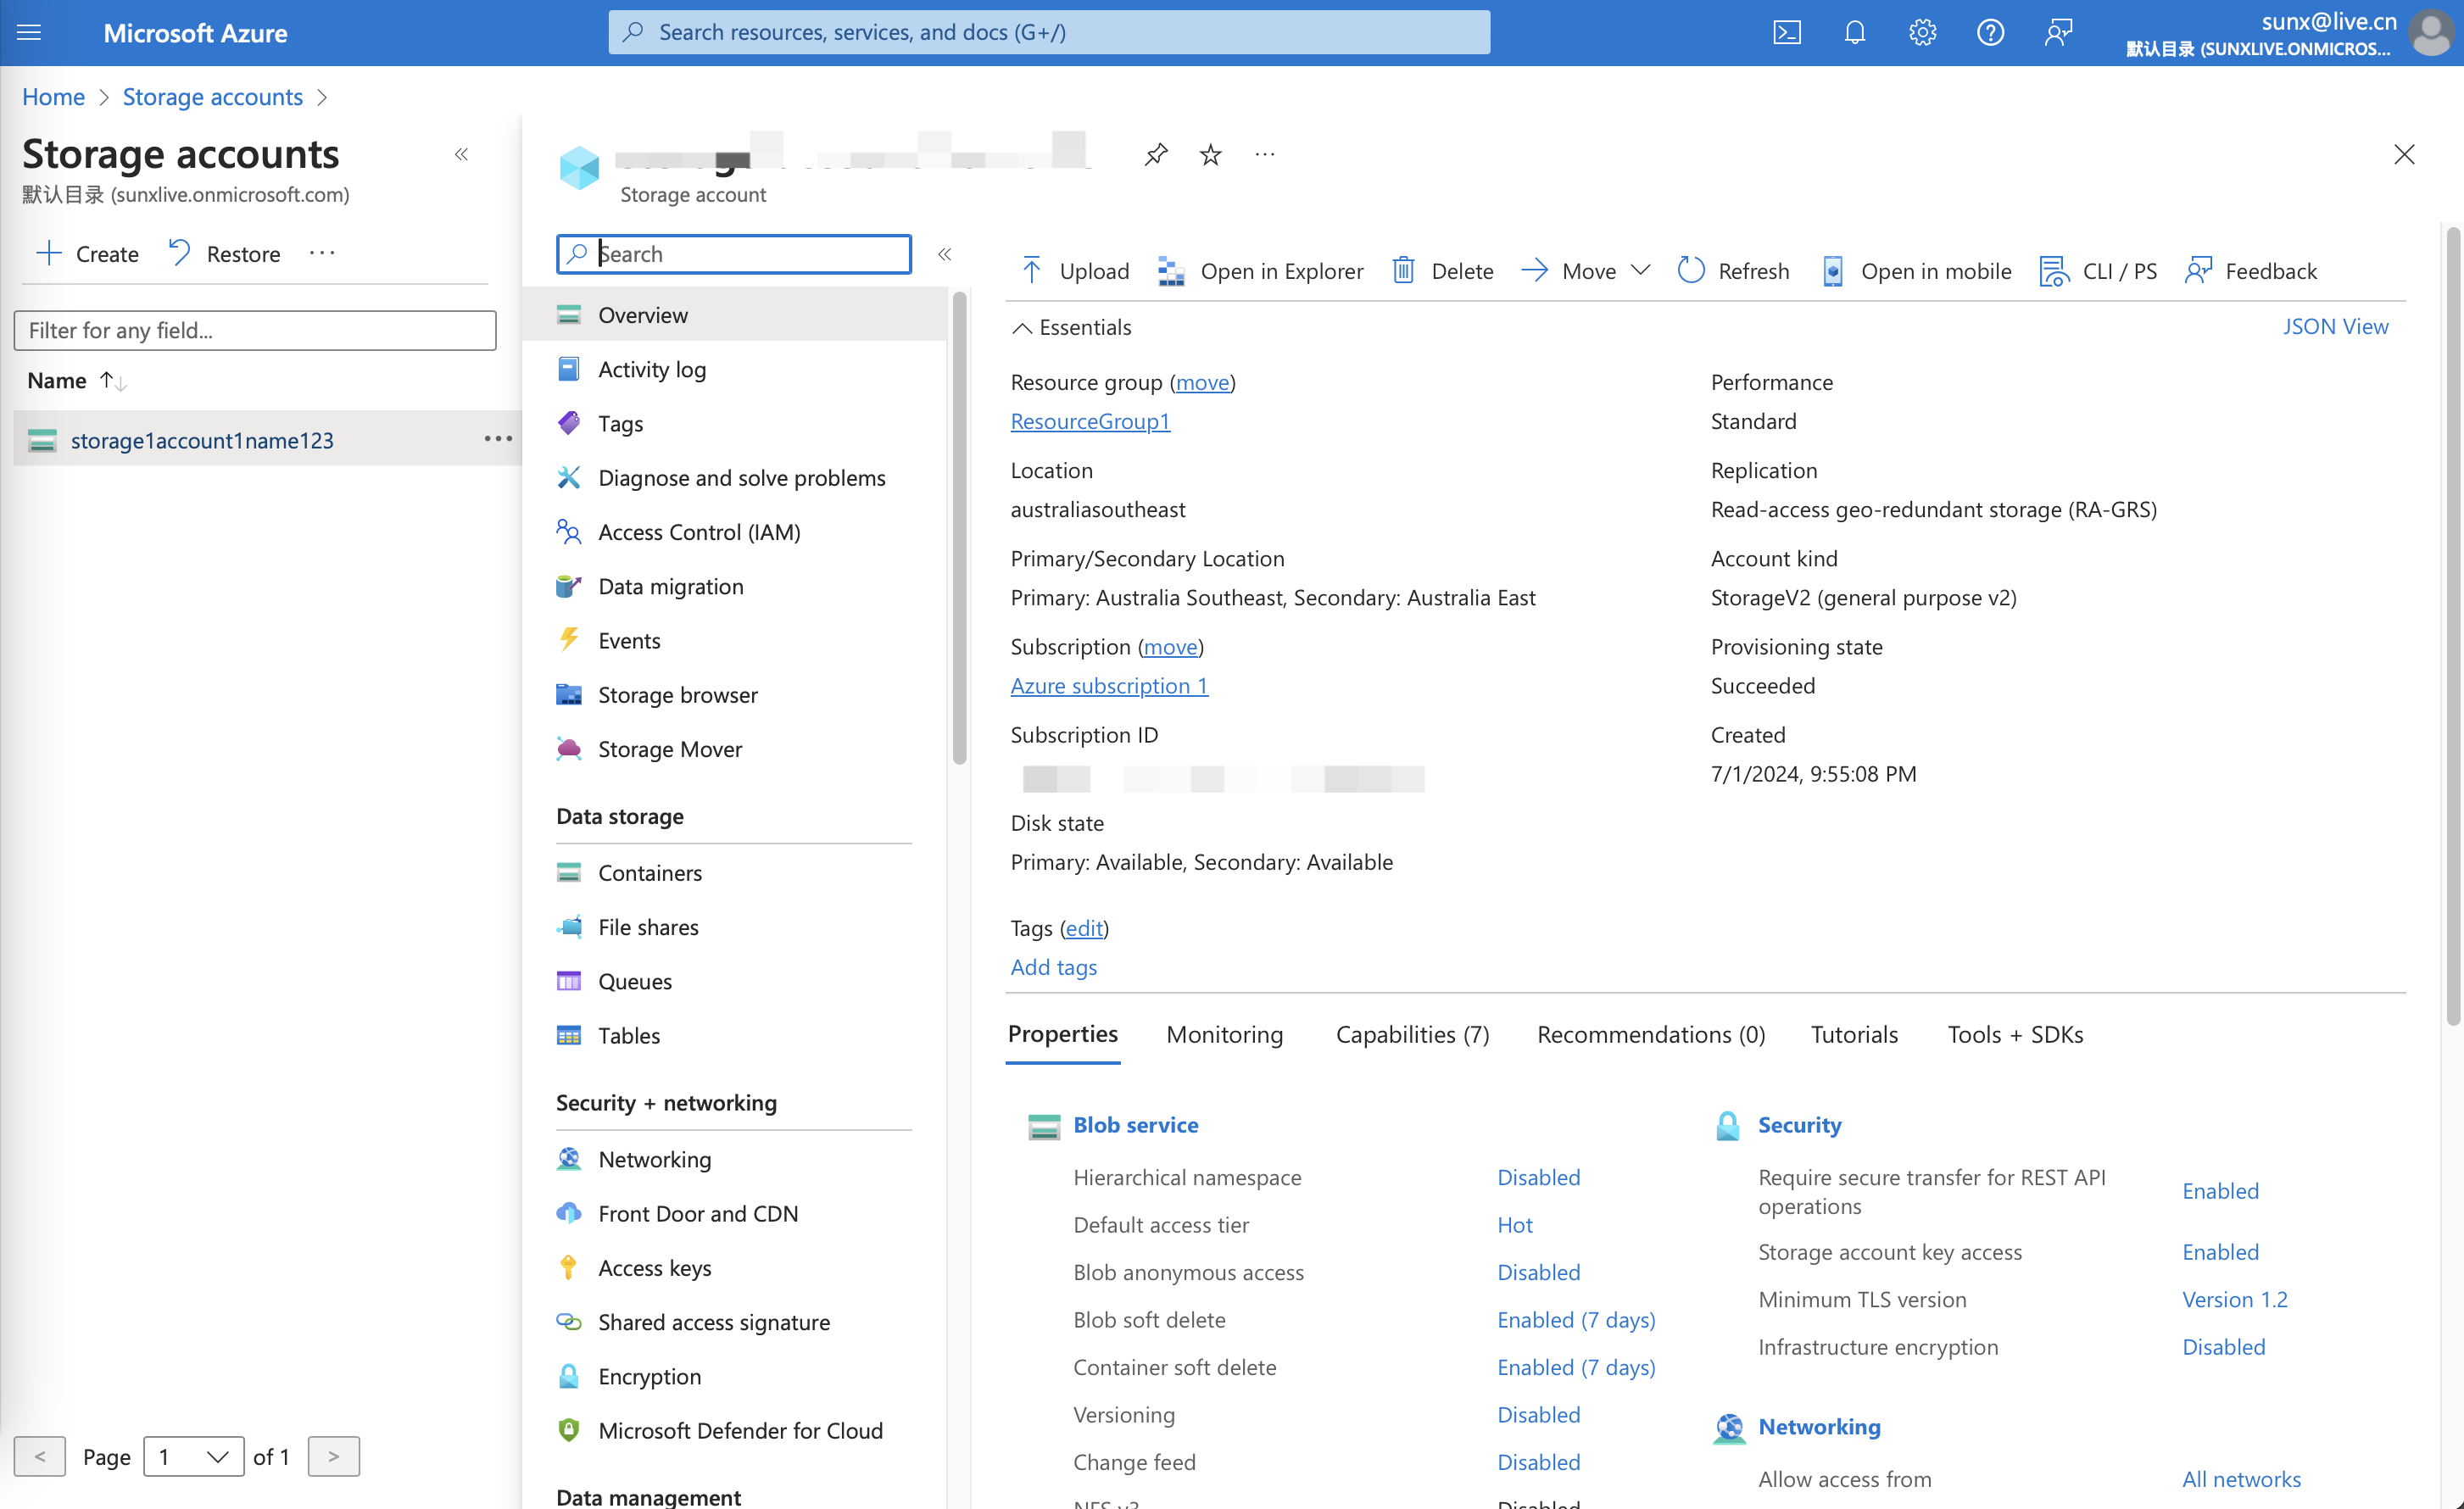 Microsoft Azure
Search resources, services, and docs (G+/)
sunx@live.cn
默认目录 (SUNXLIVE.ONMICROS...
Home > Storage accounts >
Storage accounts
默认目录 (sunxlive.onmicrosoft.com)
Create
Restore
Filter for any field...
Name
storage1account1name123
< Page 1 of 1 >
Storage account
Search
Overview
Activity log
Tags
Diagnose and solve problems
Access Control (IAM)
Data migration
Events
Storage browser
Storage Mover
Data storage
Containers
File shares
Queues
Tables
Security + networking
Networking
Front Door and CDN
Access keys
Shared access signature
Encryption
Microsoft Defender for Cloud
Data management
Upload
Open in Explorer
Delete
Move
Refresh
Open in mobile
CLI / PS
Feedback
Essentials
JSON View
Resource group (move)
ResourceGroup1
Location
australiasoutheast
Primary/Secondary Location
Primary: Australia Southeast, Secondary: Australia East
Subscription (move)
Azure subscription 1
Subscription ID
Disk state
Primary: Available, Secondary: Available
Performance
Standard
Replication
Read-access geo-redundant storage (RA-GRS)
Account kind
StorageV2 (general purpose v2)
Provisioning state
Succeeded
Created
7/1/2024, 9:55:08 PM
Tags (edit)
Add tags
Properties
Monitoring
Capabilities (7)
Recommendations (0)
Tutorials
Tools + SDKs
Blob service
Hierarchical namespace Disabled
Default access tier Hot
Blob anonymous access Disabled
Blob soft delete Enabled (7 days)
Container soft delete Enabled (7 days)
Versioning Disabled
Change feed Disabled
NFS v3 Disabled
Security
Require secure transfer for REST API
operations Enabled
Storage account key access Enabled
Minimum TLS version Version 1.2
Infrastructure encryption Disabled
Networking
Allow access from All networks